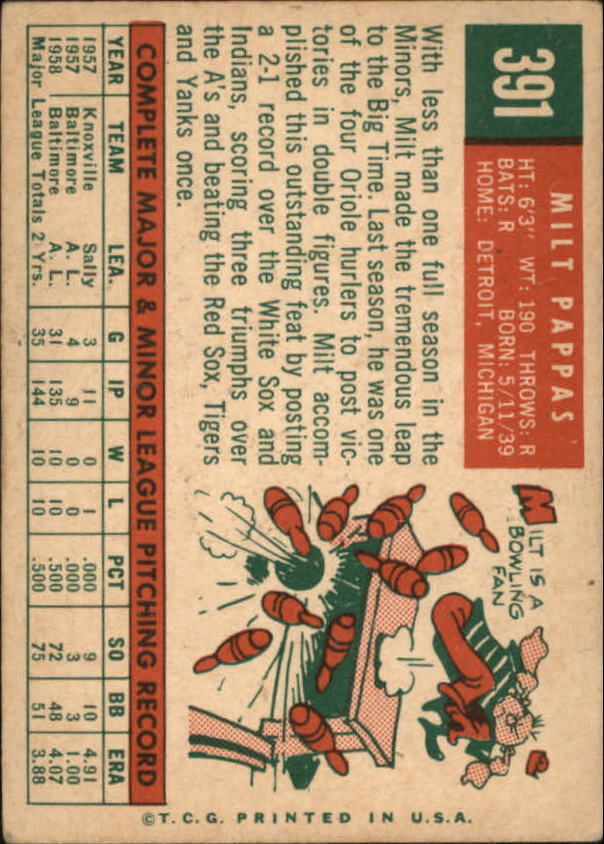 391
MILT PAPPAS
HT: 6'3" WT: 190 THROWS: R
BATS: R BORN: 5/11/39
HOME: DETROIT, MICHIGAN
With less than one full season in the
Minors, Milt made the tremendous leap
to the Big Time. Last season, he was one
of the four Oriole hurlers to post vic-
tories in double figures. Milt accom-
plished this outstanding feat by posting
a 2-1 record over the White Sox and
Indians, scoring three triumphs over
the A's and beating the Red Sox, Tigers
and Yanks once.
MILT IS A
BOWLING
FAN
COMPLETE MAJOR & MINOR LEAGUE PITCHING RECORD
YEAR TEAM LEA. G IP W L PCT SO BB ERA
1957 Knoxville Sally 3 11 0 1 .000 9 10 4.91
1957 Baltimore A. L. 4 9 0 0 .000 3 3 1.00
1958 Baltimore A. L. 31 135 10 10 .500 72 48 4.07
Major League Totals 2 Yrs. 35 144 10 10 .500 75 51 3.88
©T.C.G. PRINTED IN U.S.A.